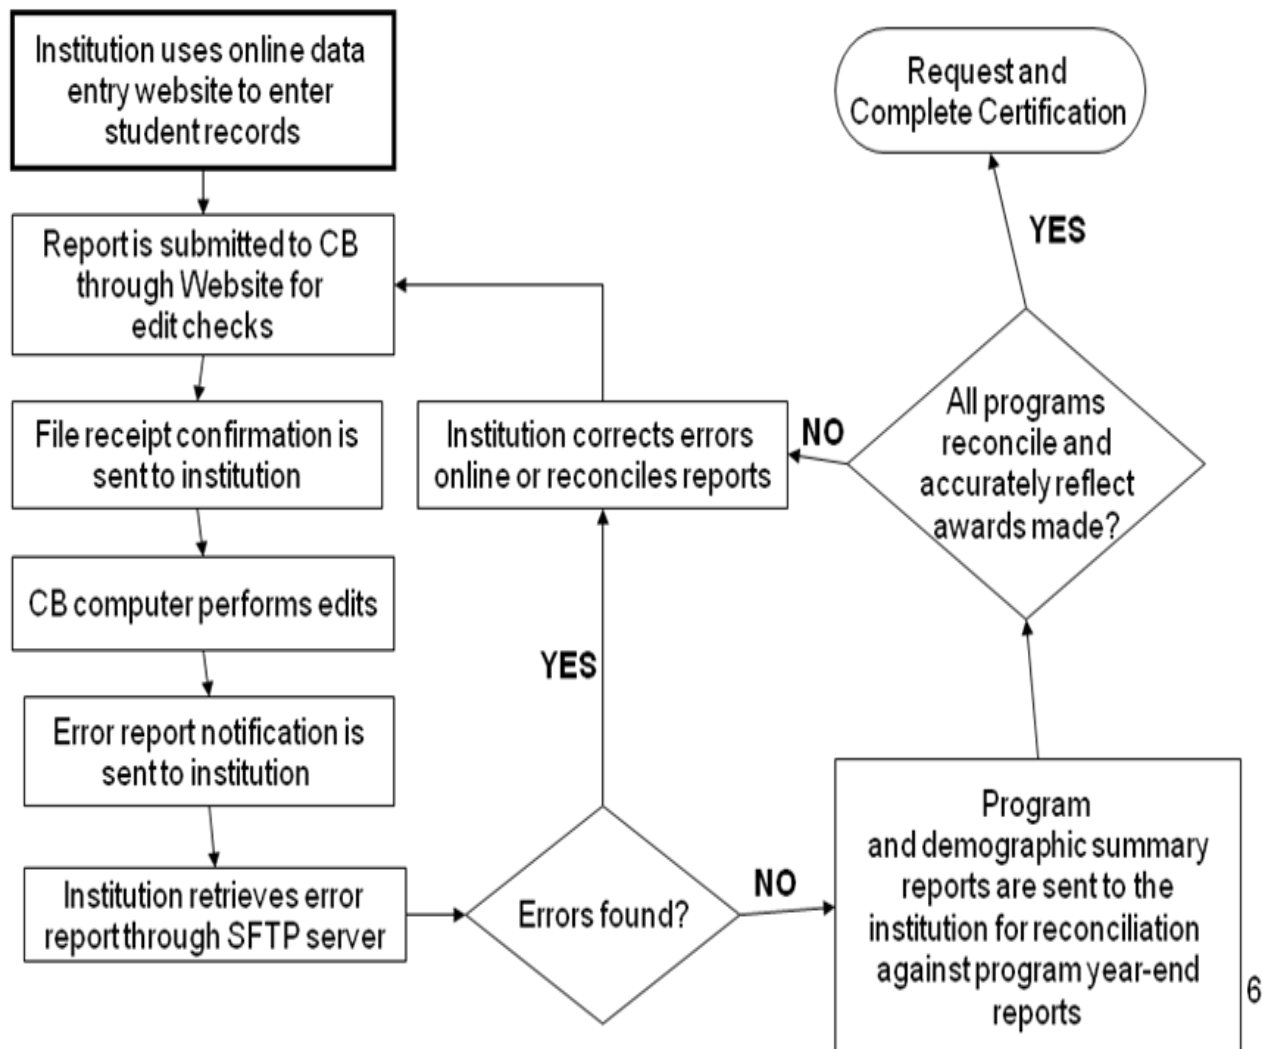 Institution uses online data
entry website to enter
student records
Report is submitted to CB
through Website for
edit checks
File receipt confirmation is
sent to institution
CB computer performs edits
Error report notification is
sent to institution
Institution retrieves error
report through SFTP server
Errors found?
YES
NO
Institution corrects errors
online or reconciles reports
Program
and demographic summary
reports are sent to the
institution for reconciliation
against program year-end
reports
All programs
reconcile and
accurately reflect
awards made?
NO
YES
Request and
Complete Certification
6